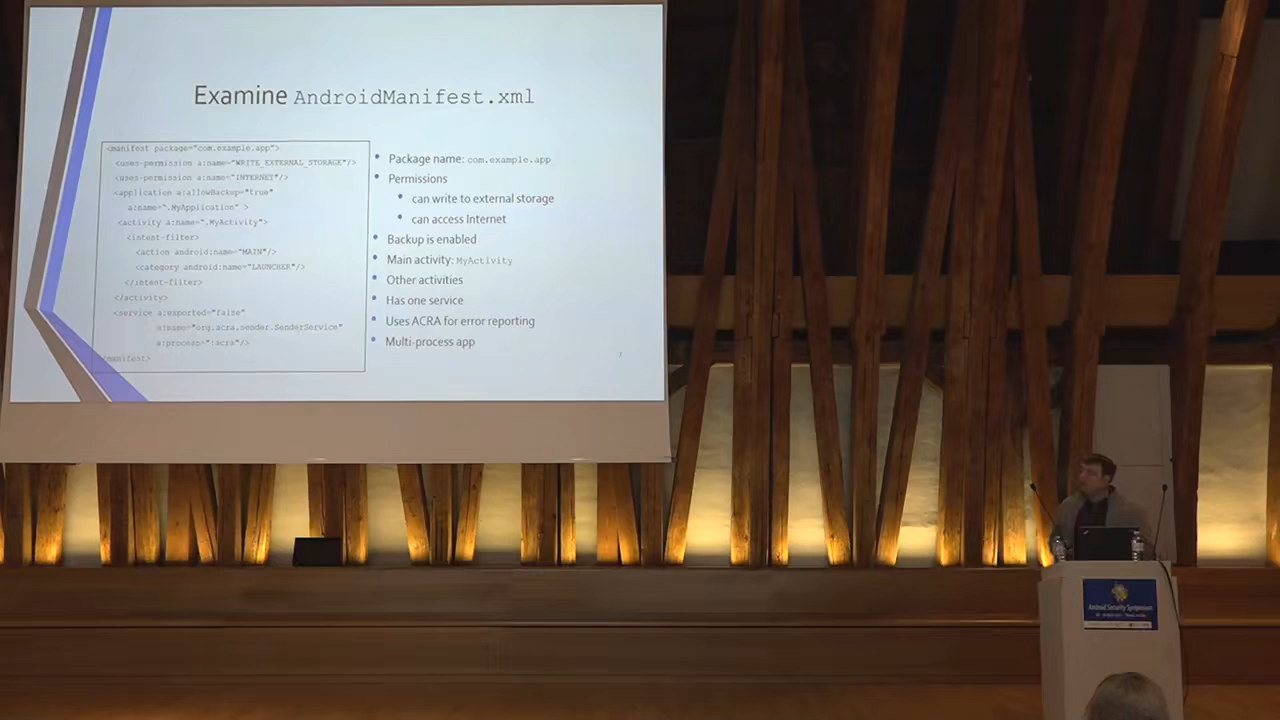 Examine AndroidManifest.xml
<manifest package="com.example.app">
<uses-permission a:name="WRITE_EXTERNAL_STORAGE"/>
<uses-permission a:name="INTERNET"/>
<application a:allowBackup="true"
a:name=".MyApplication" >
<activity a:name=".MyActivity">
<intent-filter>
<action android:name="MAIN"/>
<category android:name="LAUNCHER"/>
</intent-filter>
</activity>
<service a:exported="false"
a:name="org.acra.sender.SenderService"
a:process=":acra"/>
</manifest>
• Package name: com.example.app
• Permissions
• can write to external storage
• can access Internet
• Backup is enabled
• Main activity: MyActivity
• Other activities
• Has one service
• Uses ACRA for error reporting
• Multi-process app
7
Android Security Symposium